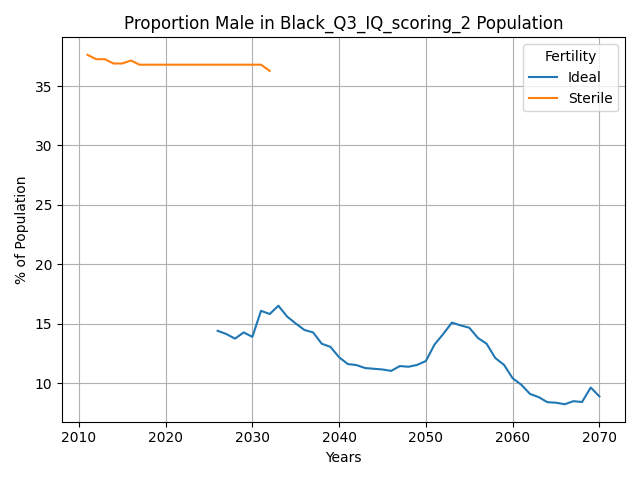 Proportion Male in Black_Q3_IQ_scoring_2 Population
Fertility
Ideal
Sterile
% of Population
35
30
25
20
15
10
2010 2020 2030 2040 2050 2060 2070
Years